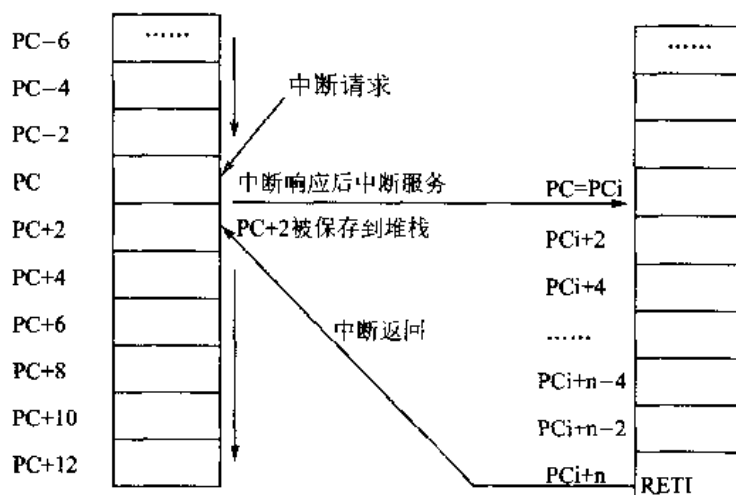 PC−6
PC−4
PC−2
PC
PC+2
PC+4
PC+6
PC+8
PC+10
PC+12
……
中断请求
中断响应后中断服务
PC+2被保存到堆栈
中断返回
……
PC=PCi
PCi+2
PCi+4
……
PCi+n−4
PCi+n−2
PCi+n
RETI